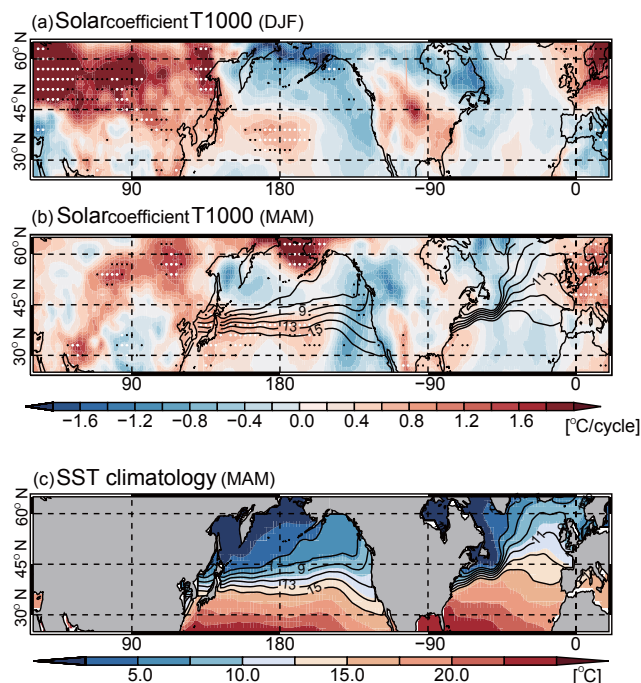 (a) Solar coefficient T1000 (DJF)
60°N
45°N
30°N
90 180 −90 0
(b) Solar coefficient T1000 (MAM)
60°N
45°N
30°N
9
13
15
11
90 180 −90 0
−1.6 −1.2 −0.8 −0.4 0.0 0.4 0.8 1.2 1.6
[°C/cycle]
(c) SST climatology (MAM)
60°N
45°N
30°N
9
13
15
11
90 180 −90 0
5.0 10.0 15.0 20.0
[°C]